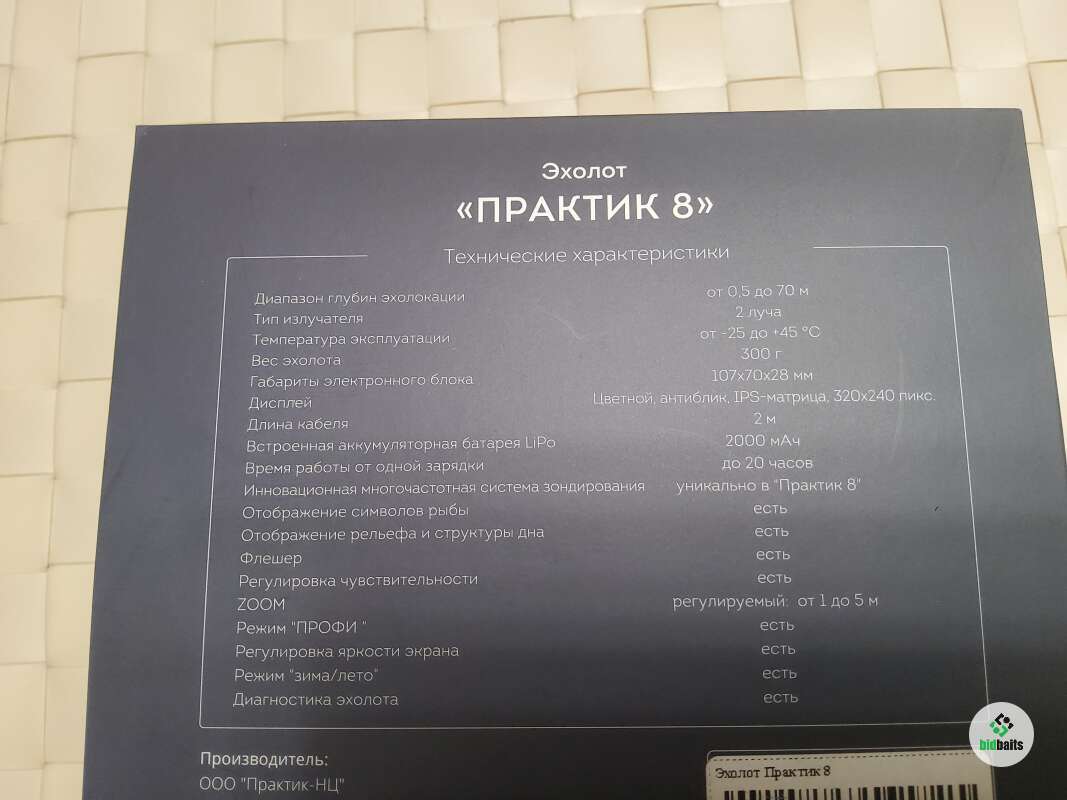 Эхолот
«ПРАКТИК 8»
Технические характеристики
Диапазон глубин эхолокации от 0,5 до 70 м
Тип излучателя 2 луча
Температура эксплуатации от -25 до +45 °С
Вес эхолота 300 г
Габариты электронного блока 107х70х28 мм
Дисплей Цветной, антиблик, IPS-матрица, 320х240 пикс.
Длина кабеля 2 м
Встроенная аккумуляторная батарея LiPo 2000 мАч
Время работы от одной зарядки до 20 часов
Инновационная многочастотная система зондирования уникально в "Практик 8"
Отображение символов рыбы есть
Отображение рельефа и структуры дна есть
Флешер есть
Регулировка чувствительности есть
ZOOM регулируемый: от 1 до 5 м
Режим "ПРОФИ " есть
Регулировка яркости экрана есть
Режим "зима/лето" есть
Диагностика эхолота есть
Производитель:
ООО "Практик-НЦ"
Эхолот Практик 8
bidbaits